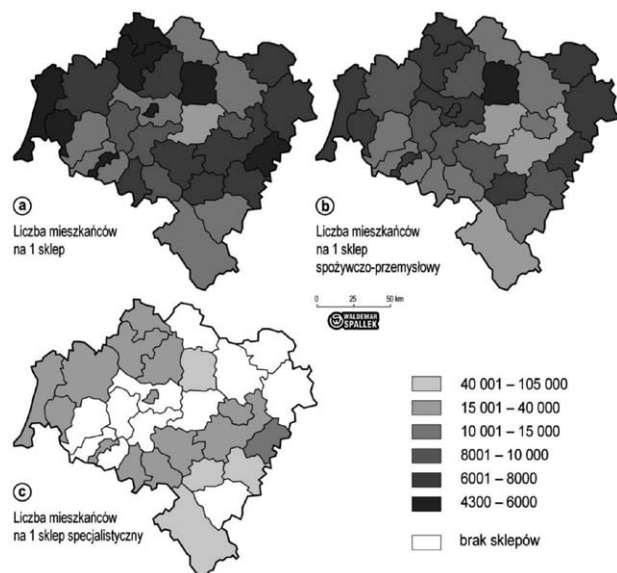 a
Liczba mieszkańców
na 1 sklep
b
Liczba mieszkańców
na 1 sklep
spożywczo-przemysłowy
0 25 50 km
WALDEMAR
SPALLEK
c
Liczba mieszkańców
na 1 sklep specjalistyczny
40 001 – 105 000
15 001 – 40 000
10 001 – 15 000
8001 – 10 000
6001 – 8000
4300 – 6000
brak sklepów